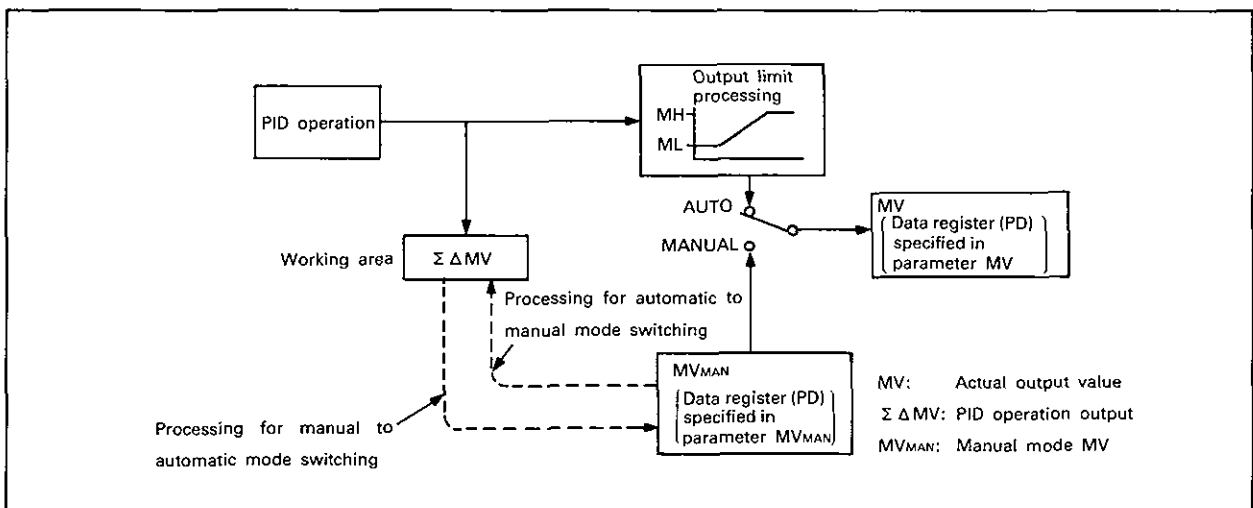 Output limit
processing
PID operation
MH
ML
AUTO
MANUAL
MV
Data register (PD)
specified in
parameter MV
Working area
Σ ΔMV
Processing for automatic to
manual mode switching
MVMAN
Data register (PD)
specified in
parameter MVMAN
Processing for manual to
automatic mode switching
MV: Actual output value
Σ ΔMV: PID operation output
MVMAN: Manual mode MV